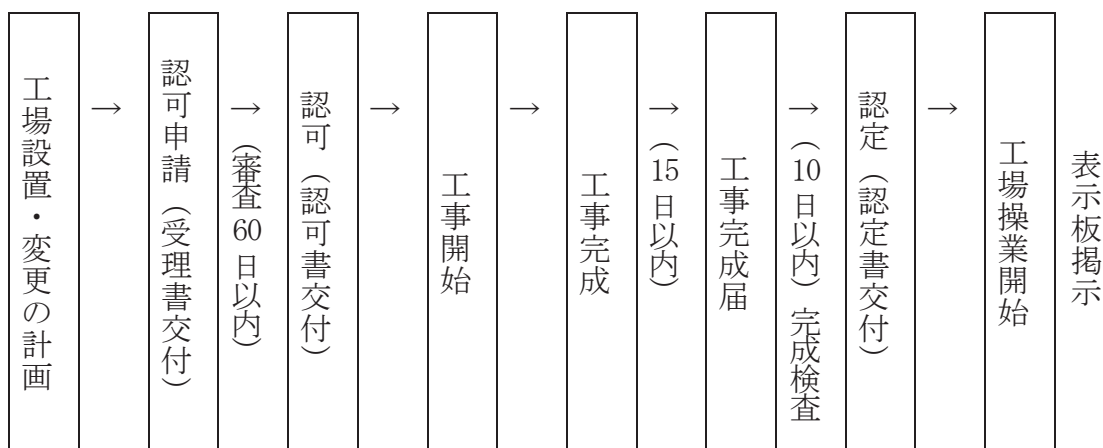 工場設置・変更の計画
→
認可申請（受理書交付）
→（審査60日以内）
認可（認可書交付）
→
工事開始
→
工事完成
→（15日以内）
工事完成届
→（10日以内）完成検査
認定（認定書交付）
→
工場操業開始
表示板掲示